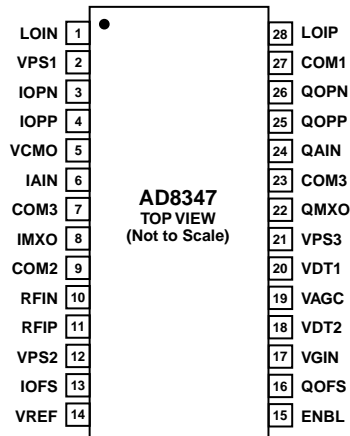 LOIN 1
VPS1 2
IOPN 3
IOPP 4
VCMO 5
IAIN 6
COM3 7
IMXO 8
COM2 9
RFIN 10
RFIP 11
VPS2 12
IOFS 13
VREF 14
AD8347
TOP VIEW
(Not to Scale)
28 LOIP
27 COM1
26 QOPN
25 QOPP
24 QAIN
23 COM3
22 QMXO
21 VPS3
20 VDT1
19 VAGC
18 VDT2
17 VGIN
16 QOFS
15 ENBL